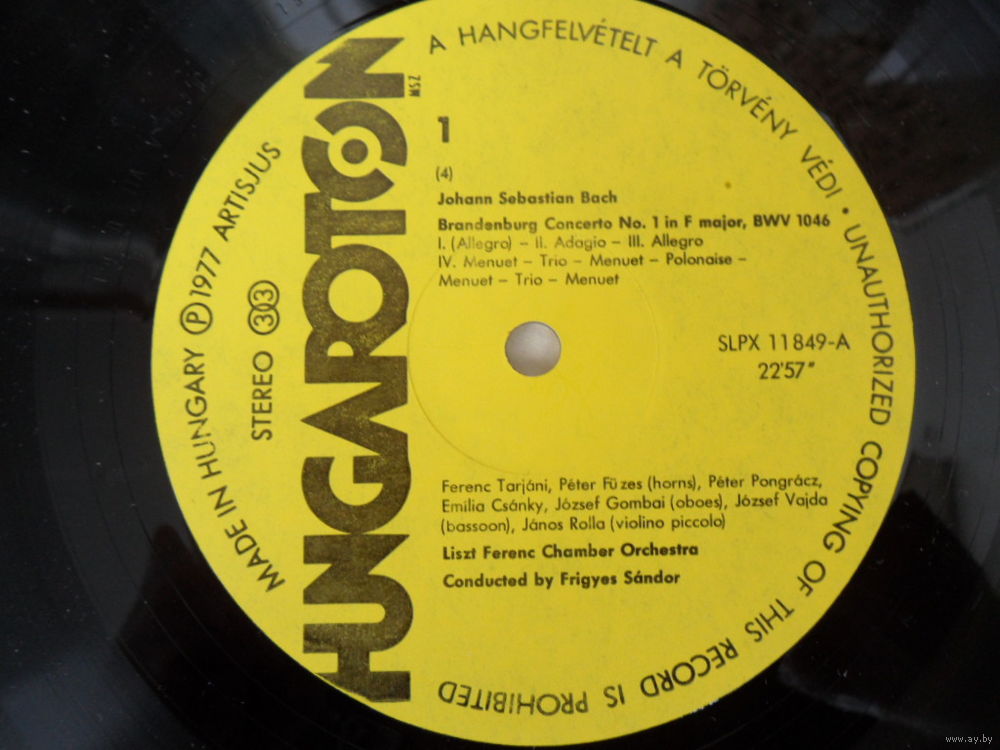 A HANGFELVÉTELT A TÖRVÉNY VÉDI • UNAUTHORIZED COPYING OF THIS RECORD IS PROHIBITED
MADE IN HUNGARY Ⓟ 1977 ARTISJUS
STEREO 33
HUNGAROTON
MSZ
1
(4)
Johann Sebastian Bach
Brandenburg Concerto No. 1 in F major, BWV 1046
I. (Allegro) – II. Adagio – III. Allegro
IV. Menuet – Trio – Menuet – Polonaise –
Menuet – Trio – Menuet
SLPX 11849-A
22'57"
Ferenc Tarjáni, Péter Füzes (horns), Péter Pongrácz,
Emilia Csánky, József Gombai (oboes), József Vajda
(bassoon), János Rolla (violino piccolo)
Liszt Ferenc Chamber Orchestra
Conducted by Frigyes Sándor
www.ay.by